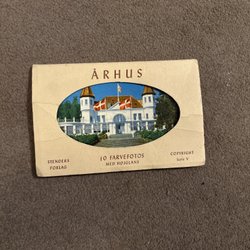 ÅRHUS
STENDERS
FORLAG
10 FARVEFOTOS
MED HØJGLANS
COPYRIGHT
Serie V